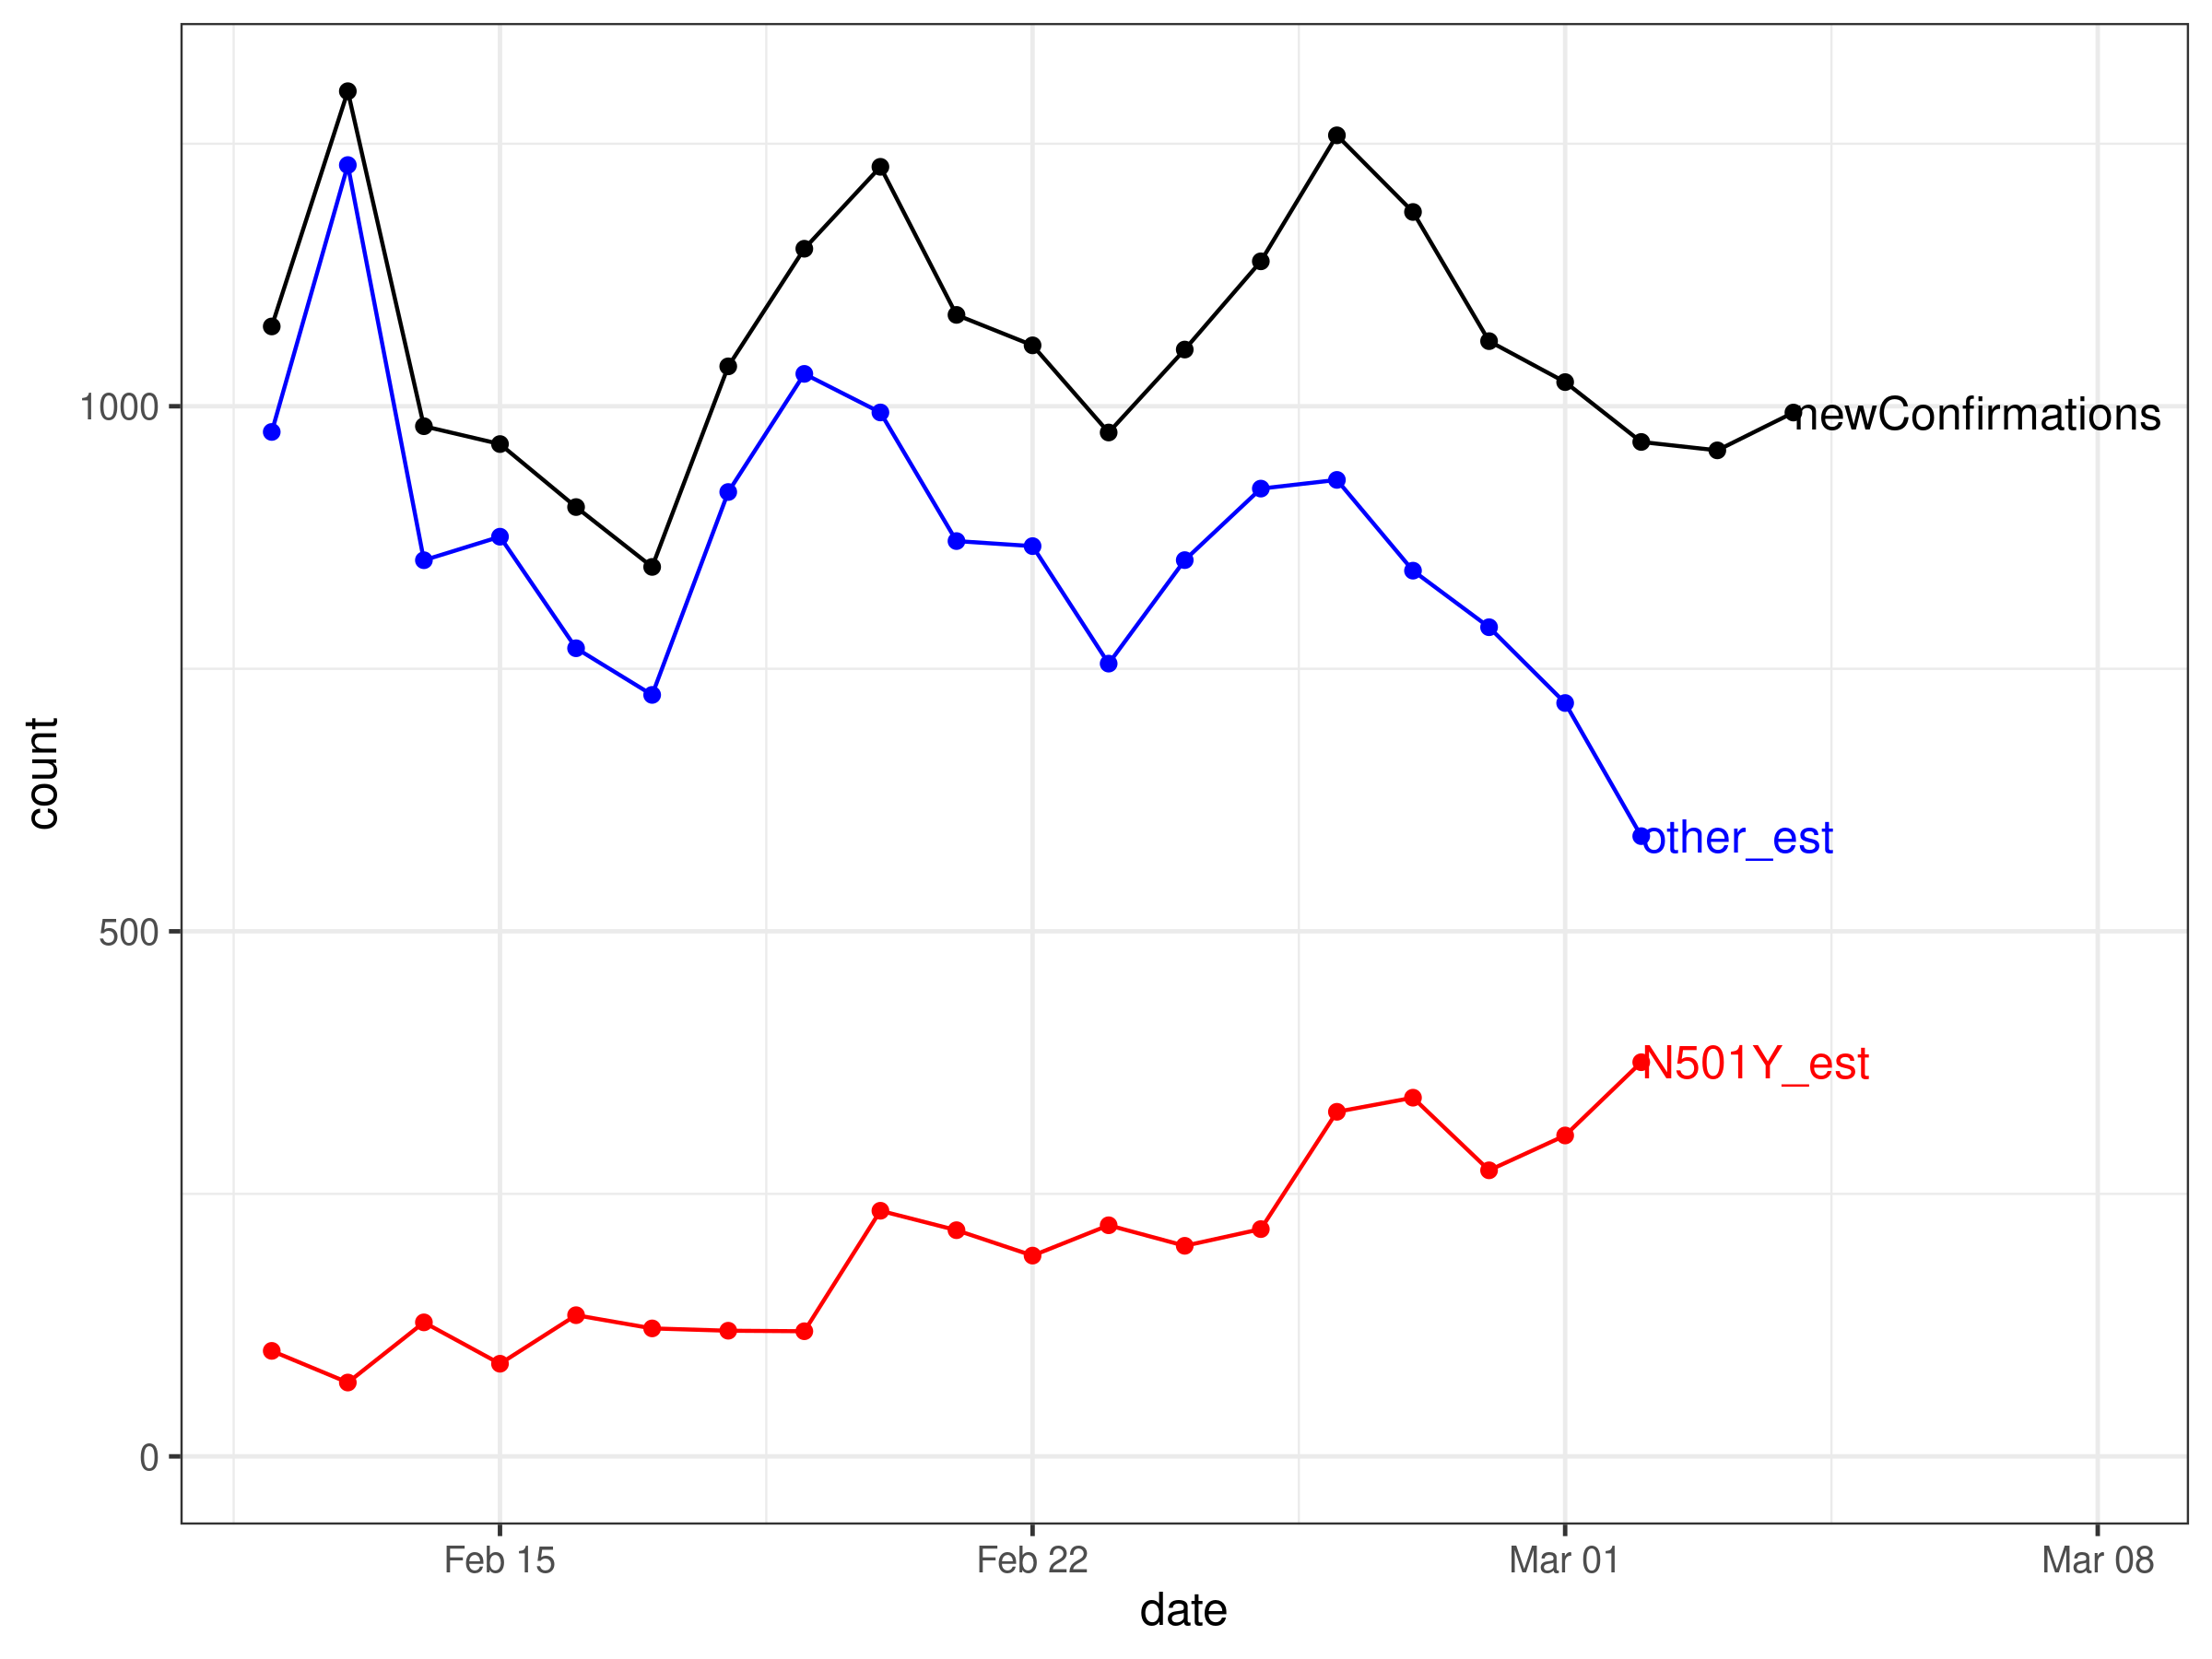 1000
newConfirmations
other_est
500
N501Y_est
0
count
Feb 15
Feb 22
Mar 01
Mar 08
date